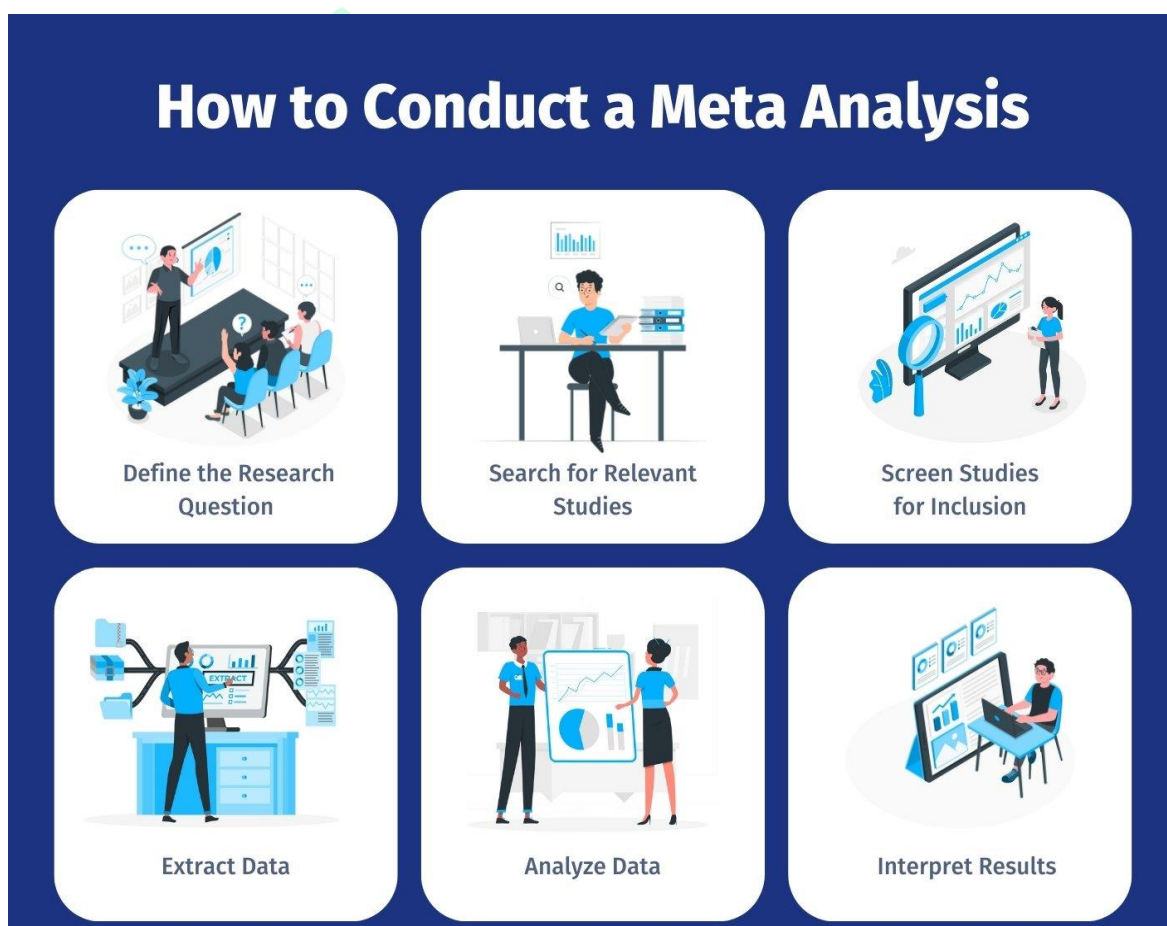 How to Conduct a Meta Analysis
?
Define the Research
Question
Search for Relevant
Studies
Screen Studies
for Inclusion
EXTRACT
Extract Data
Analyze Data
Interpret Results